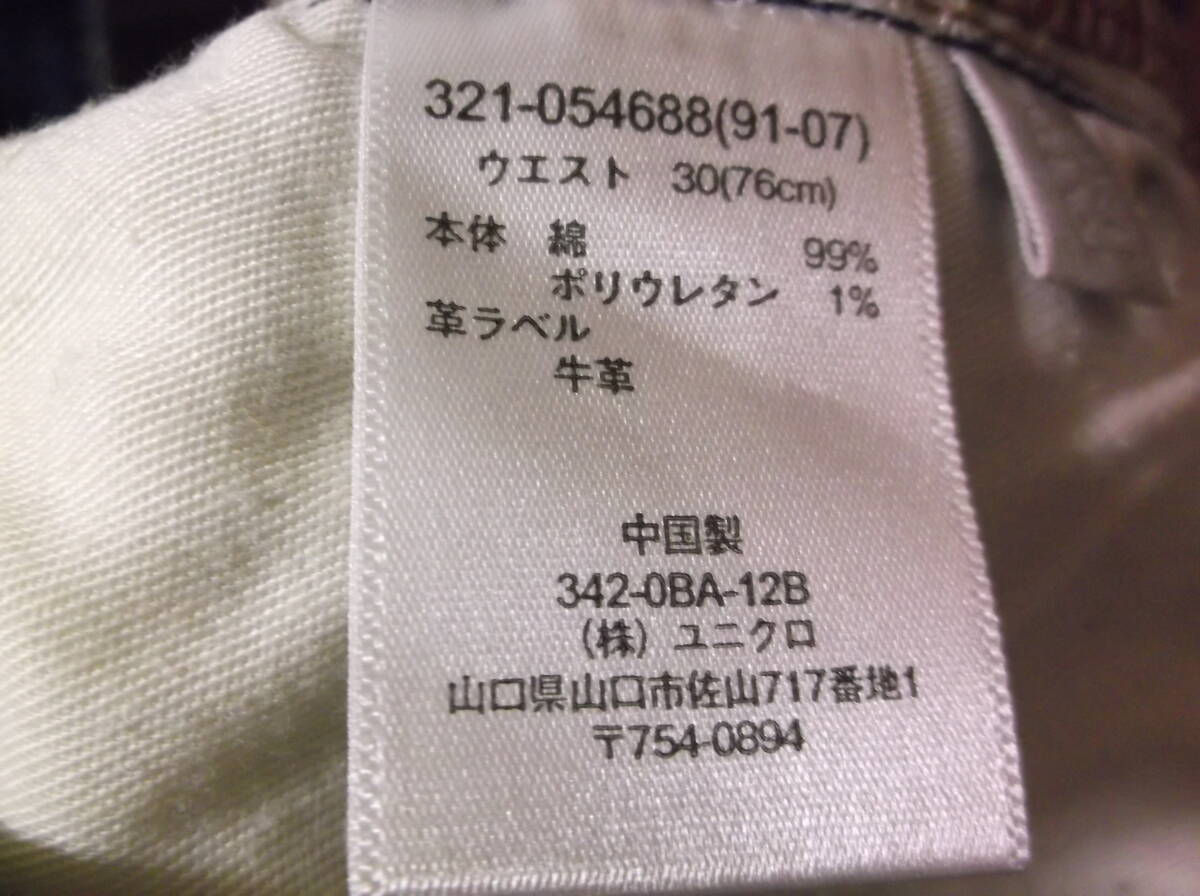 321-054688(91-07)
ウエスト 30(76cm)
本体 綿 99%
ポリウレタン 1%
革ラベル
牛革
中国製
342-0BA-12B
(株) ユニクロ
山口県山口市佐山717番地1
〒754-0894